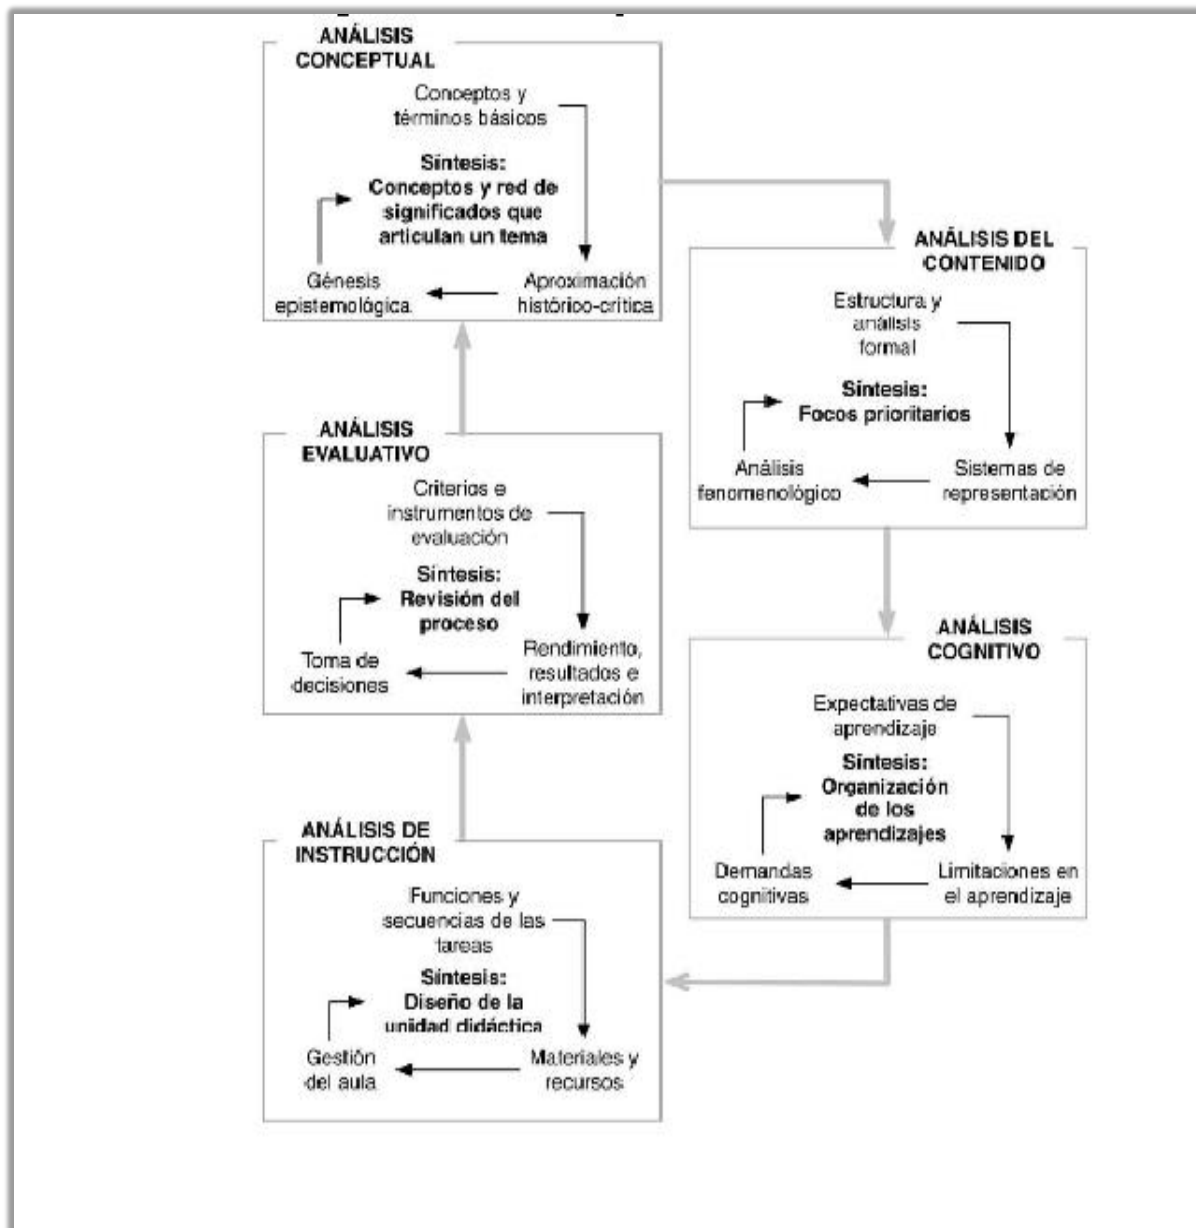 ANÁLISIS
CONCEPTUAL
Conceptos y
términos básicos
Síntesis:
Conceptos y red de
significados que
articulan un tema
Génesis
epistemológica
Aproximación
histórico-crítica
ANÁLISIS DEL
CONTENIDO
Estructura y
análisis
formal
Síntesis:
Focos prioritarios
Análisis
fenomenológico
Sistemas de
representación
ANÁLISIS
COGNITIVO
Expectativas de
aprendizaje
Síntesis:
Organización
de los
aprendizajes
Demandas
cognitivas
Limitaciones en
el aprendizaje
ANÁLISIS DE
INSTRUCCIÓN
Funciones y
secuencias de las
tareas
Síntesis:
Diseño de la
unidad didáctica
Gestión
del aula
Materiales y
recursos
ANÁLISIS
EVALUATIVO
Criterios e
instrumentos de
evaluación
Síntesis:
Revisión del
proceso
Toma de
decisiones
Rendimiento,
resultados e
interpretación